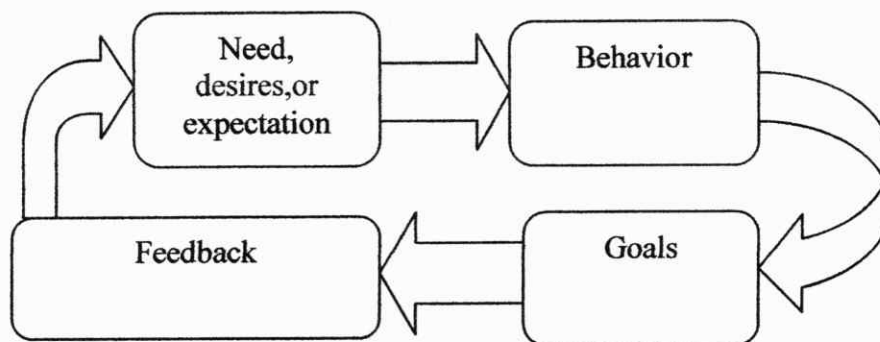 Need,
desires,or
expectation
Behavior
Goals
Feedback